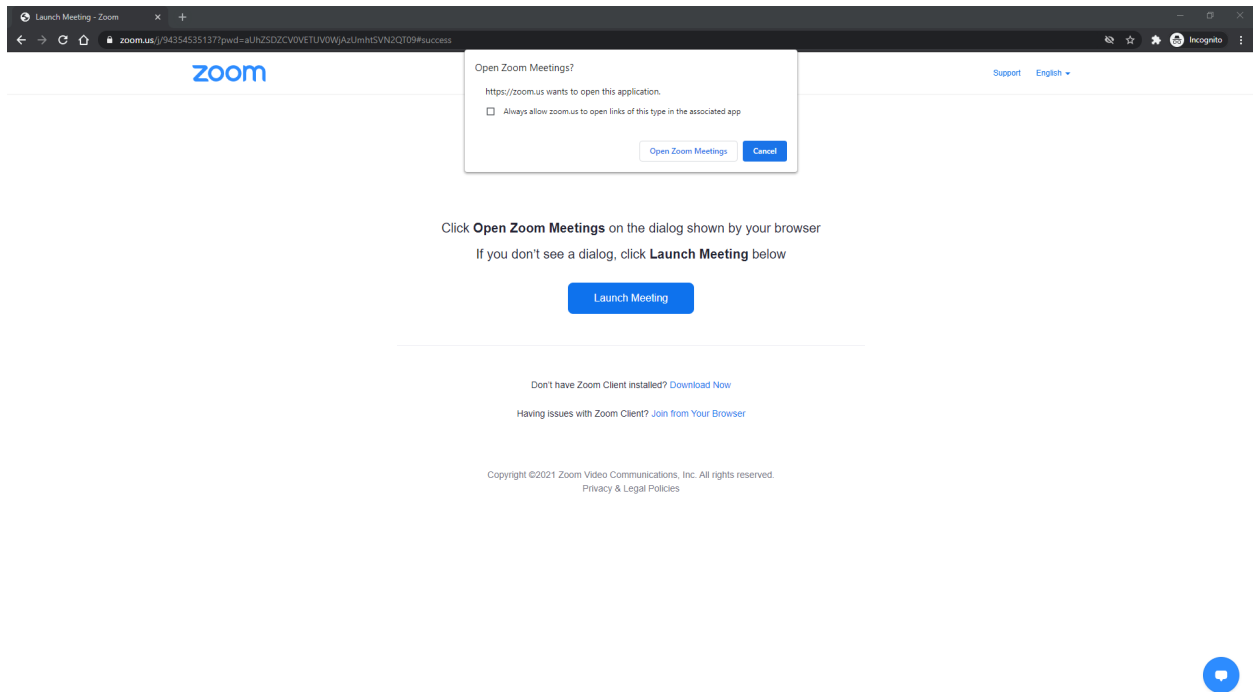 Launch Meeting - Zoom
zoom.us/j/94354535137?pwd=aUhZSDZCV0VETUV0WjAzUmhtSVN2QT09#success
Incognito
zoom
Support English
Open Zoom Meetings?
https://zoom.us wants to open this application.
Always allow zoom.us to open links of this type in the associated app
Open Zoom Meetings Cancel
Click Open Zoom Meetings on the dialog shown by your browser
If you don't see a dialog, click Launch Meeting below
Launch Meeting
Don't have Zoom Client installed? Download Now
Having issues with Zoom Client? Join from Your Browser
Copyright ©2021 Zoom Video Communications, Inc. All rights reserved.
Privacy & Legal Policies